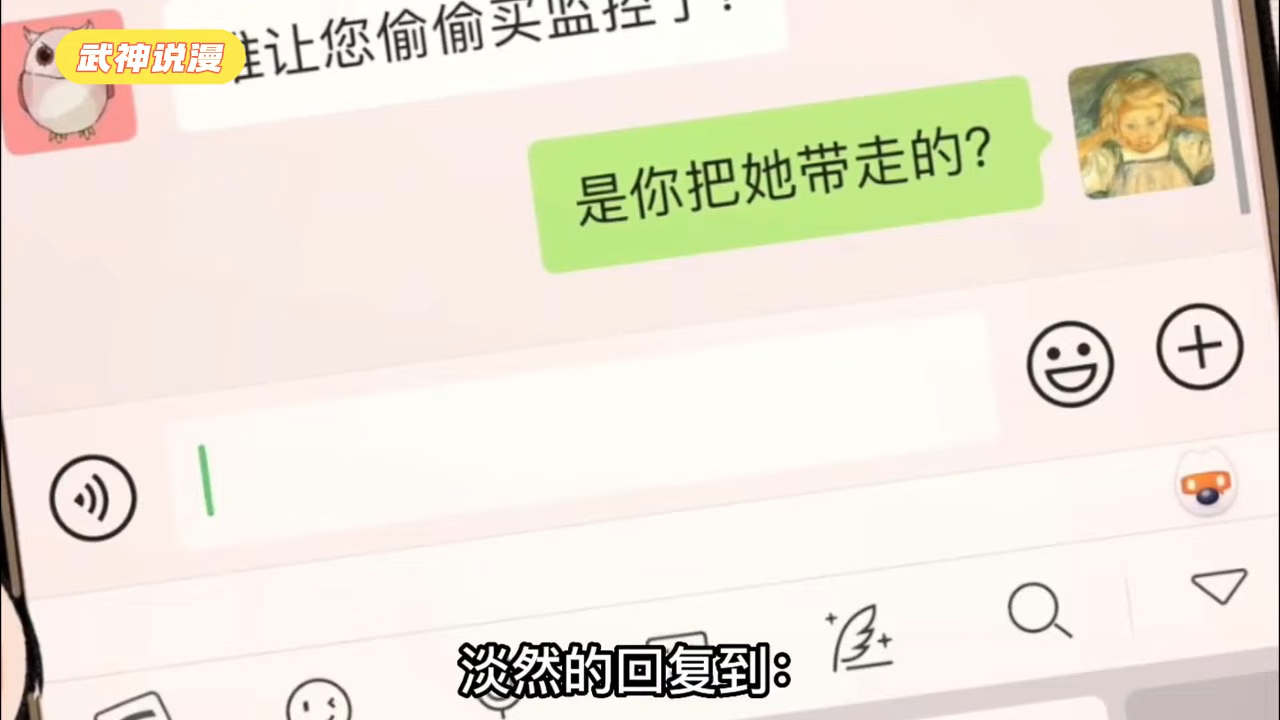 武神说漫
谁让您偷偷买监控了?
是你把她带走的?
淡然的回复到: